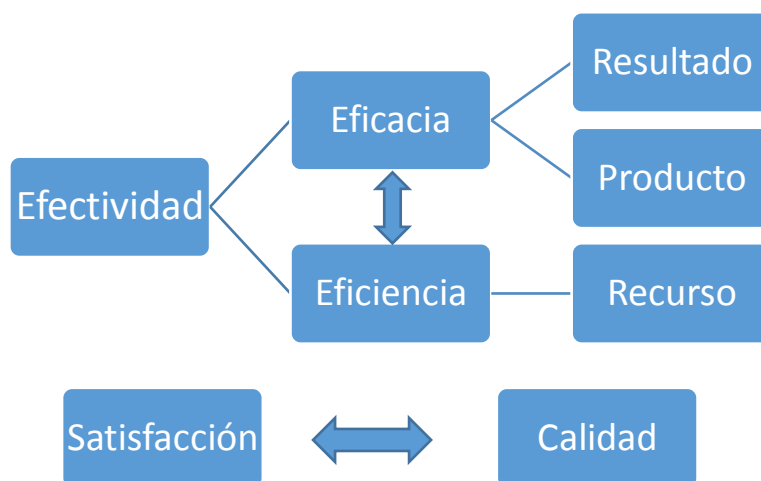 Resultado
Eficacia
Producto
Efectividad
Eficiencia
Recurso
Satisfacción
Calidad